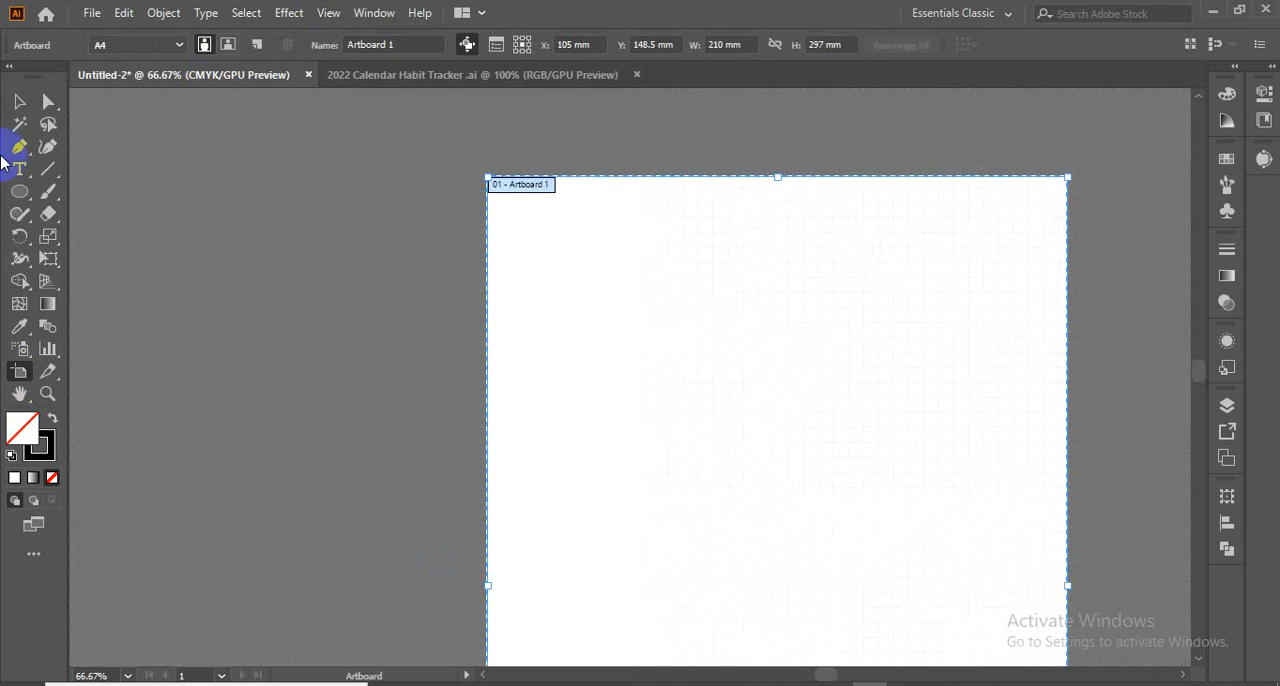 Ai File Edit Object Type Select Effect View Window Help Essentials Classic Search Adobe Stock
Artboard A4 Name: Artboard 1 X: 105 mm Y: 148.5 mm W: 210 mm H: 297 mm Rearrange All
Untitled-2* @ 66.67% (CMYK/GPU Preview) × 2022 Calendar Habit Tracker .ai @ 100% (RGB/GPU Preview) ×
01 - Artboard 1
Activate Windows
Go to Settings to activate Windows.
66.67% 1 Artboard